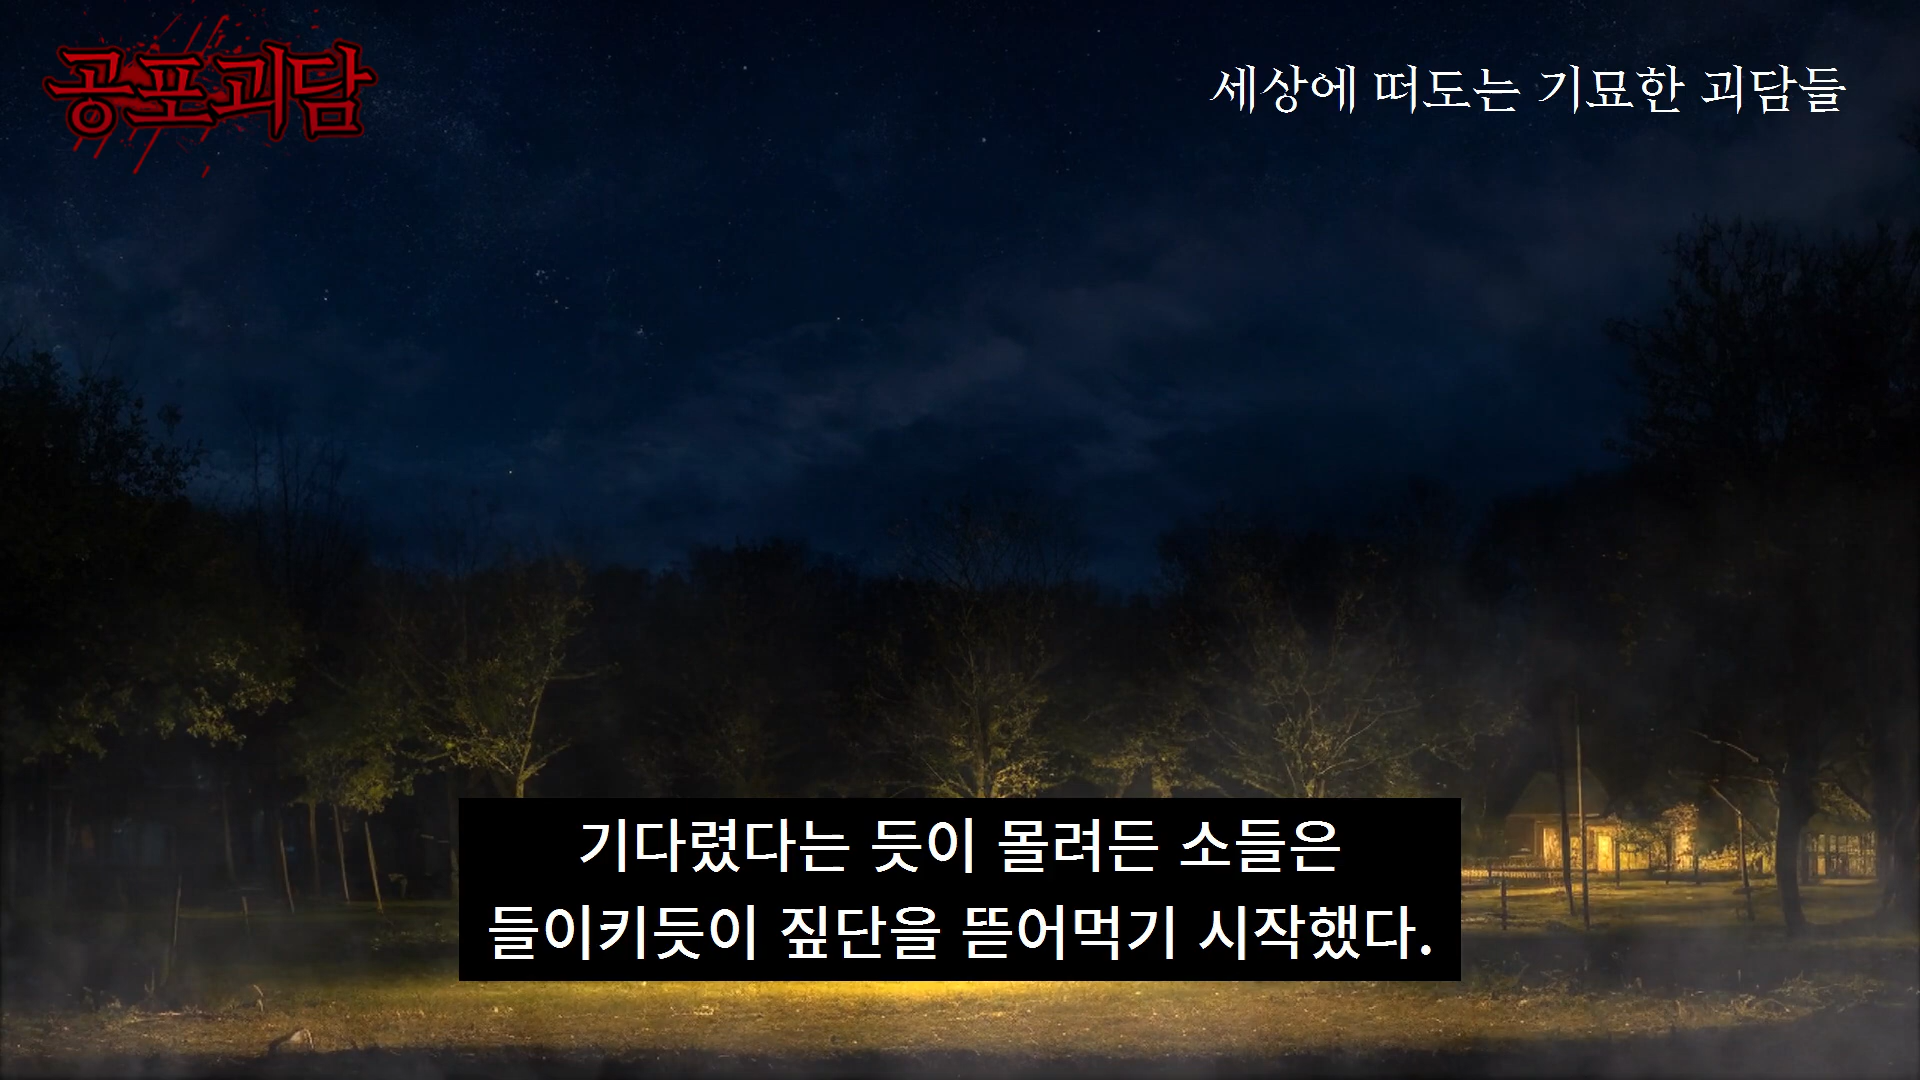 공포괴담
세상에 떠도는 기묘한 괴담들
기다렸다는 듯이 몰려든 소들은
들이키듯이 짚단을 뜯어먹기 시작했다.